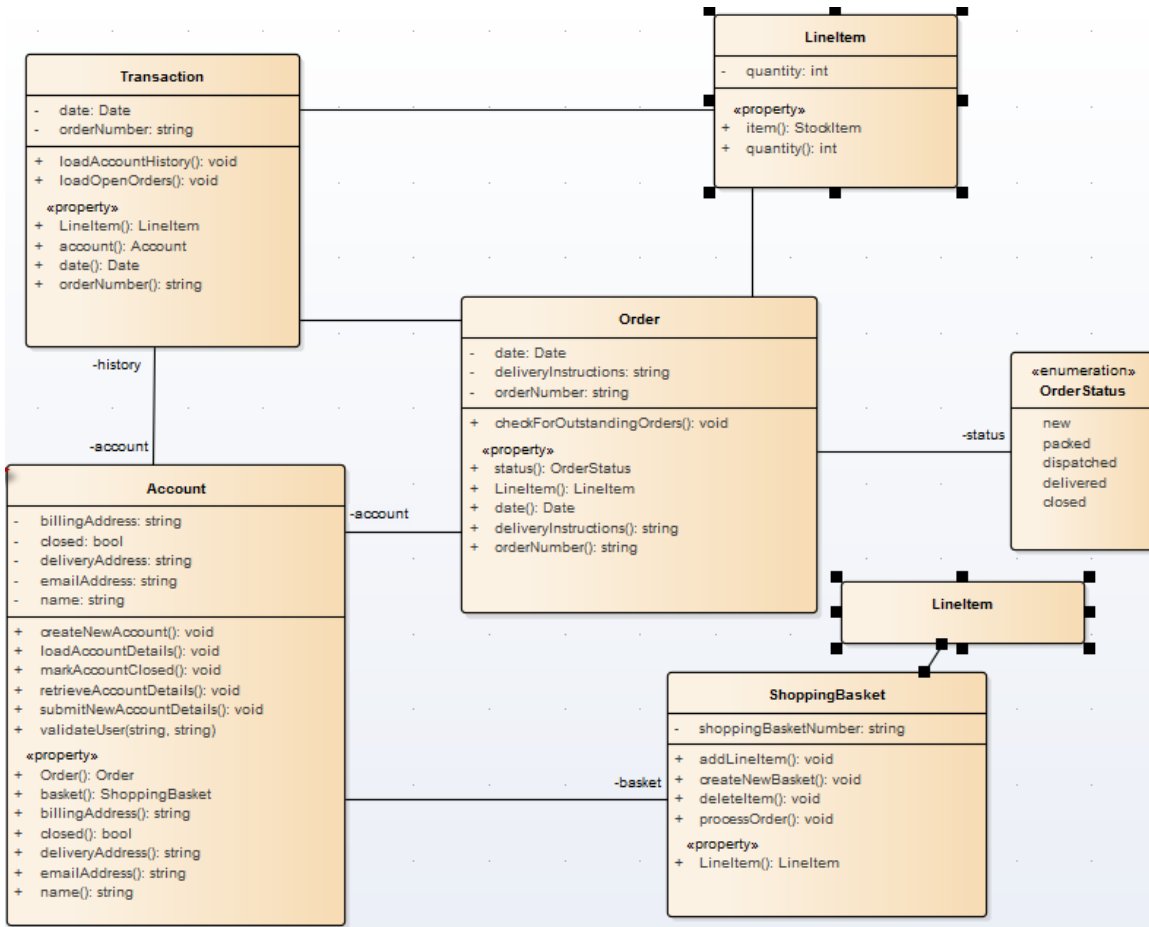 Transaction
- date: Date
- orderNumber: string
+ loadAccountHistory(): void
+ loadOpenOrders(): void
«property»
+ LineItem(): LineItem
+ account(): Account
+ date(): Date
+ orderNumber(): string
LineItem
- quantity: int
«property»
+ item(): StockItem
+ quantity(): int
-history
-account
Order
- date: Date
- deliveryInstructions: string
- orderNumber: string
+ checkForOutstandingOrders(): void
«property»
+ status(): OrderStatus
+ LineItem(): LineItem
+ date(): Date
+ deliveryInstructions(): string
+ orderNumber(): string
-status
«enumeration»
OrderStatus
new
packed
dispatched
delivered
closed
Account
- billingAddress: string
- closed: bool
- deliveryAddress: string
- emailAddress: string
- name: string
+ createNewAccount(): void
+ loadAccountDetails(): void
+ markAccountClosed(): void
+ retrieveAccountDetails(): void
+ submitNewAccountDetails(): void
+ validateUser(string, string)
«property»
+ Order(): Order
+ basket(): ShoppingBasket
+ billingAddress(): string
+ closed(): bool
+ deliveryAddress(): string
+ emailAddress(): string
+ name(): string
-account
-basket
LineItem
ShoppingBasket
- shoppingBasketNumber: string
+ addLineItem(): void
+ createNewBasket(): void
+ deleteItem(): void
+ processOrder(): void
«property»
+ LineItem(): LineItem